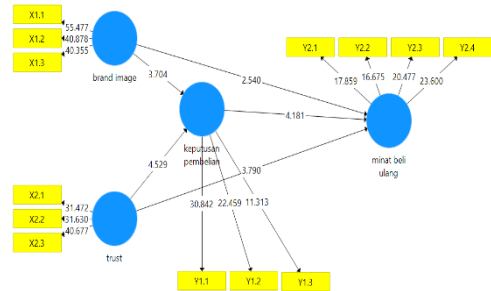 X1.1
X1.2
X1.3
55.477
40.878
40.355
brand image
3.704
2.540
Y2.1
Y2.2
Y2.3
Y2.4
17.859
16.675
20.477
23.600
4.181
keputusan
pembelian
minat beli
ulang
4.529
3.790
X2.1
X2.2
X2.3
31.472
31.630
40.677
trust
30.842
22.459
11.313
Y1.1
Y1.2
Y1.3